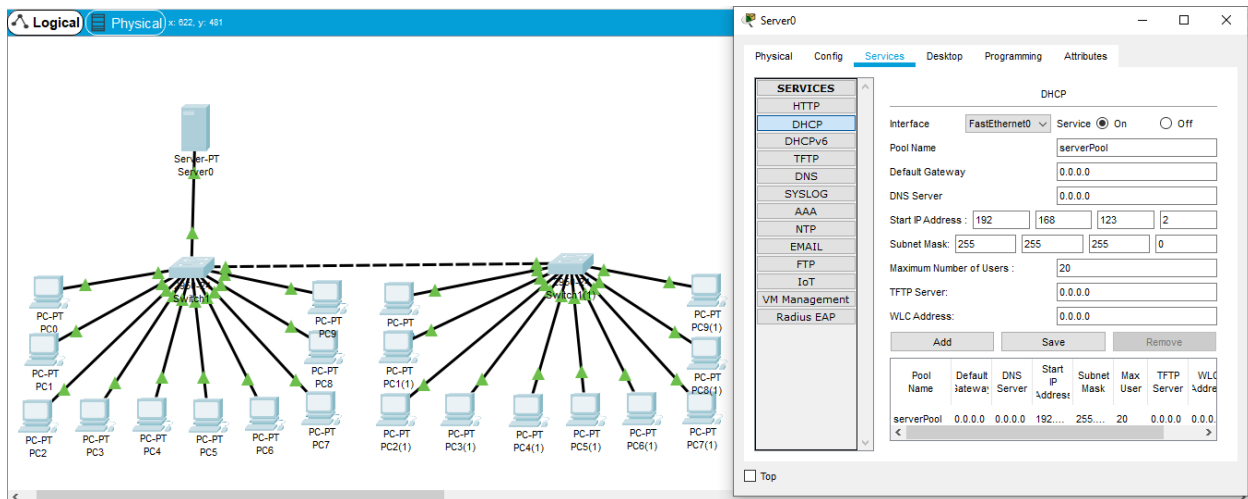 Logical
Physical
x: 622, y: 481
Server-PT
Server0
Switch1
Switch1(1)
PC-PT
PC0
PC-PT
PC1
PC-PT
PC2
PC-PT
PC3
PC-PT
PC4
PC-PT
PC5
PC-PT
PC6
PC-PT
PC7
PC-PT
PC8
PC-PT
PC9
PC-PT
PC-PT
PC1(1)
PC-PT
PC2(1)
PC-PT
PC3(1)
PC-PT
PC4(1)
PC-PT
PC5(1)
PC-PT
PC6(1)
PC-PT
PC7(1)
PC-PT
PC8(1)
PC-PT
PC9(1)
Server0
Physical Config Services Desktop Programming Attributes
SERVICES
HTTP
DHCP
DHCPv6
TFTP
DNS
SYSLOG
AAA
NTP
EMAIL
FTP
IoT
VM Management
Radius EAP
DHCP
Interface FastEthernet0 Service On Off
Pool Name serverPool
Default Gateway 0.0.0.0
DNS Server 0.0.0.0
Start IP Address : 192 168 123 2
Subnet Mask: 255 255 255 0
Maximum Number of Users : 20
TFTP Server: 0.0.0.0
WLC Address: 0.0.0.0
Add Save Remove
Pool Name
Default
DNS Server
Start IP
Subnet Mask
Max User
TFTP Server
serverPool 0.0.0.0 0.0.0.0 192.... 255.... 20 0.0.0.0 0.0.0.
Top